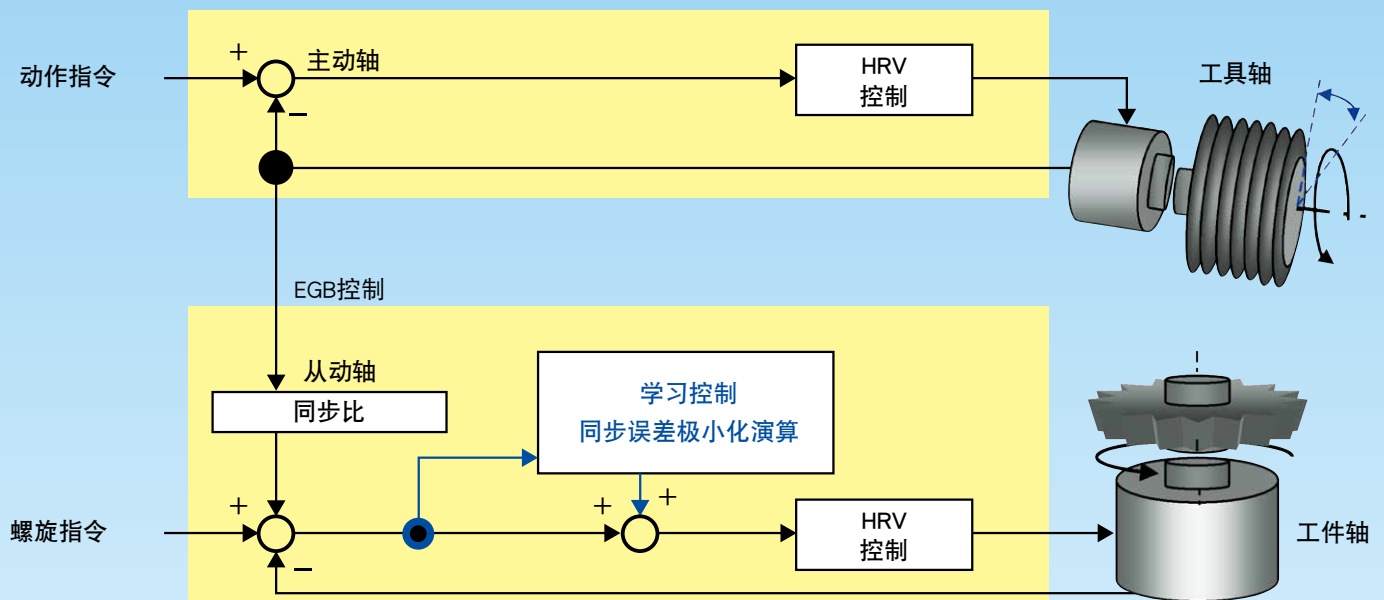 动作指令
+
主动轴
−
HRV
控制
工具轴
EGB控制
从动轴
同步比
学习控制
同步误差极小化演算
螺旋指令
+
−
+
+
HRV
控制
工件轴